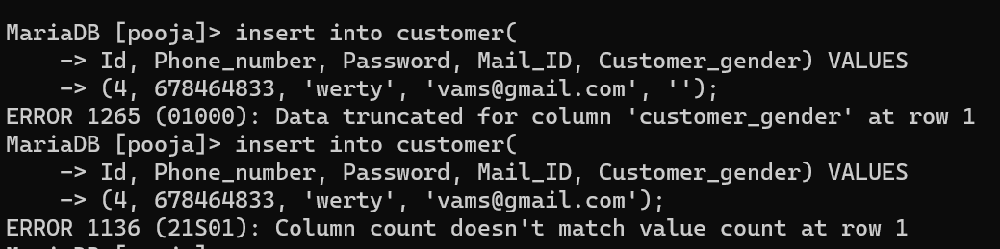 MariaDB [pooja]> insert into customer(
    -> Id, Phone_number, Password, Mail_ID, Customer_gender) VALUES
    -> (4, 678464833, 'werty', 'vams@gmail.com', '');
ERROR 1265 (01000): Data truncated for column 'customer_gender' at row 1
MariaDB [pooja]> insert into customer(
    -> Id, Phone_number, Password, Mail_ID, Customer_gender) VALUES
    -> (4, 678464833, 'werty', 'vams@gmail.com');
ERROR 1136 (21S01): Column count doesn't match value count at row 1